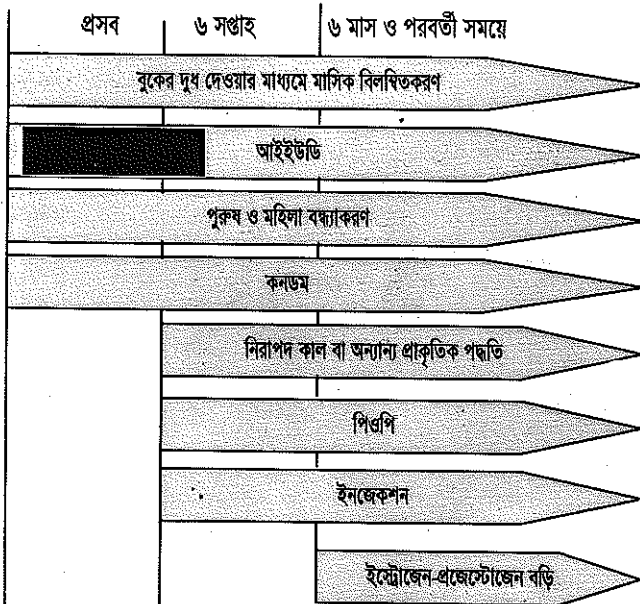 প্রসব ৬ সপ্তাহ ৬ মাস ও পরবর্তী সময়ে
বুকের দুধ দেওয়ার মাধ্যমে মাসিক বিলম্বিতকরণ
আইইউডি
পুরুষ ও মহিলা বন্ধ্যাকরণ
কনডম
নিরাপদ কাল বা অন্যান্য প্রাকৃতিক পদ্ধতি
পিওপি
ইনজেকশন
ইস্ট্রোজেন-প্রজেস্টোজেন বড়ি